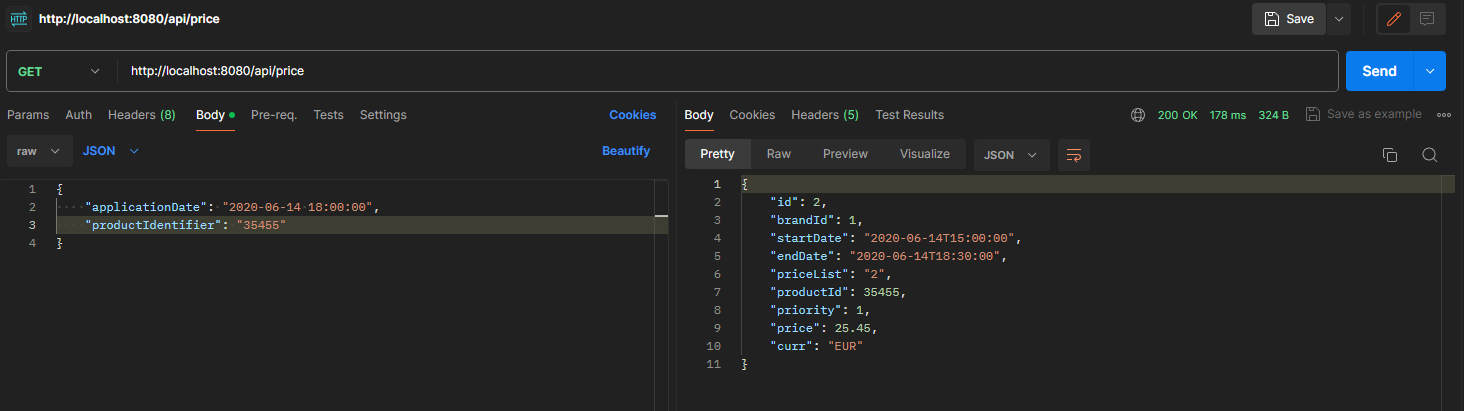 HTTP http://localhost:8080/api/price Save
GET http://localhost:8080/api/price Send
Params Auth Headers (8) Body Pre-req. Tests Settings Cookies
raw JSON Beautify
1 {
2 "applicationDate": "2020-06-14 18:00:00",
3 "productIdentifier": "35455"
4 }
Body Cookies Headers (5) Test Results 200 OK 178 ms 324 B Save as example
Pretty Raw Preview Visualize JSON
1 {
2 "id": 2,
3 "brandId": 1,
4 "startDate": "2020-06-14T15:00:00",
5 "endDate": "2020-06-14T18:30:00",
6 "priceList": "2",
7 "productId": 35455,
8 "priority": 1,
9 "price": 25.45,
10 "curr": "EUR"
11 }